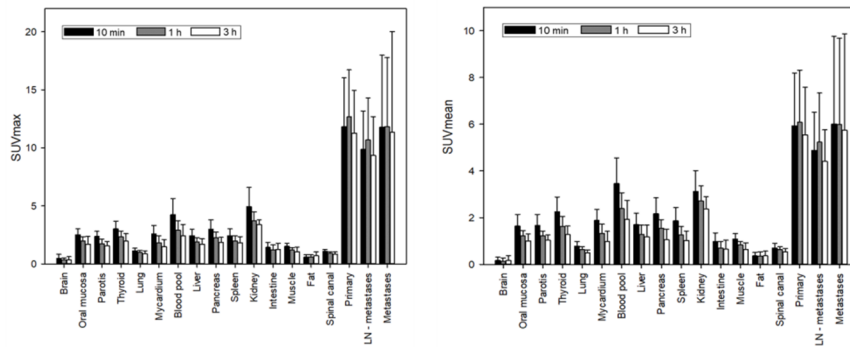 20
15
10
5
0
SUVmax
10 min 1 h 3 h
Brain
Oral mucosa
Parotis
Thyroid
Lung
Mycardium
Blood pool
Liver
Pancreas
Spleen
Kidney
Intestine
Muscle
Fat
Spinal canal
Primary
LN - metastases
Metastases
10
8
6
4
2
0
SUVmean
10 min 1 h 3 h
Brain
Oral mucosa
Parotis
Thyroid
Lung
Mycardium
Blood pool
Liver
Pancreas
Spleen
Kidney
Intestine
Muscle
Fat
Spinal canal
Primary
LN - metastases
Metastases